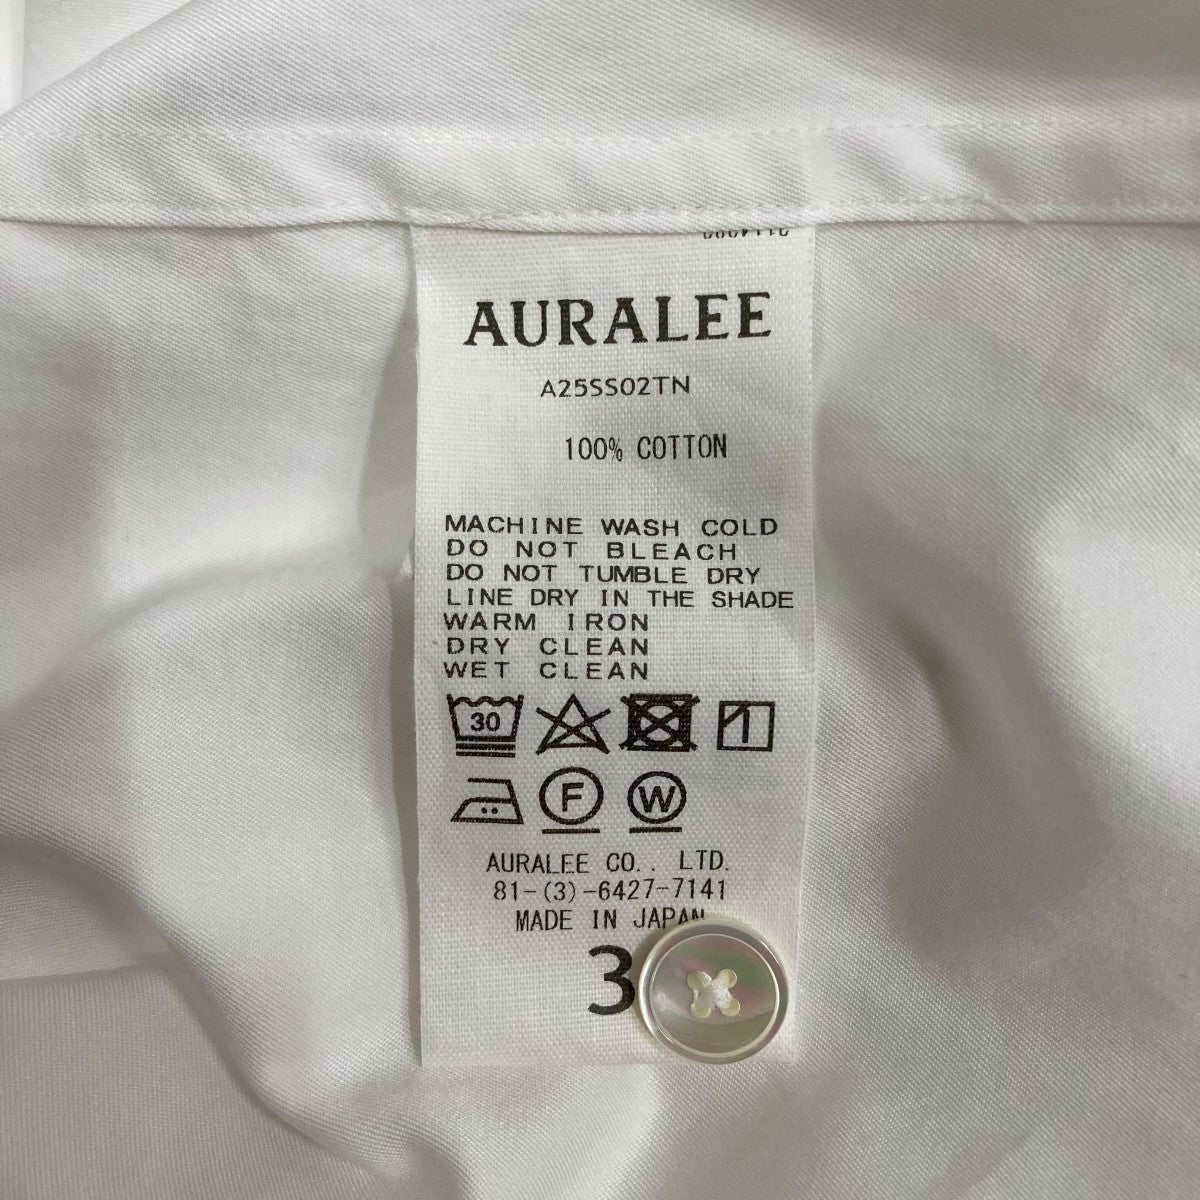 AURALEE
A25SS02TN
100% COTTON
MACHINE WASH COLD
DO NOT BLEACH
DO NOT TUMBLE DRY
LINE DRY IN THE SHADE
WARM IRON
DRY CLEAN
WET CLEAN
30
F W
AURALEE CO., LTD.
81-(3)-6427-7141
MADE IN JAPAN
3